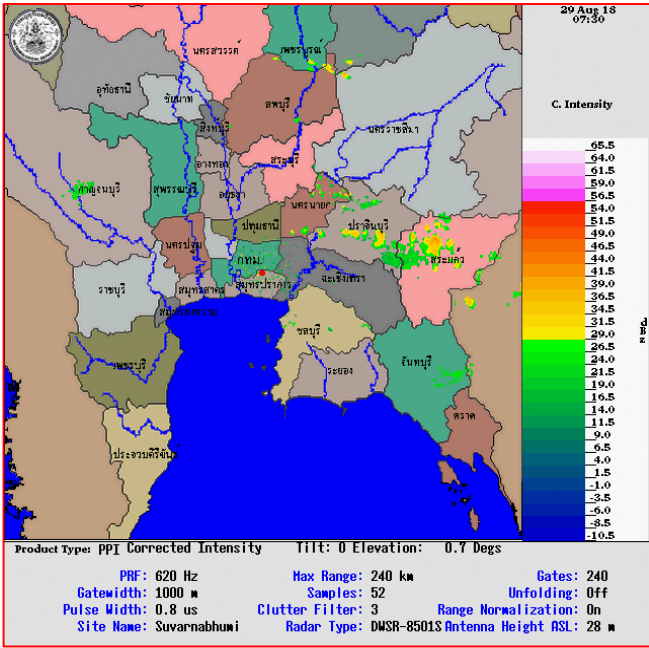 29 Aug 18
07:30
C. Intensity
65.5
64.0
61.5
59.0
56.5
54.0
51.5
49.0
46.5
44.0
41.5
39.0
36.5
34.0
31.5
29.0
26.5
24.0
21.5
19.0
16.5
14.0
11.5
9.0
6.5
4.0
1.5
-1.0
-3.5
-6.0
-8.5
-10.5
นครสวรรค์
เพชรบูรณ์
อุทัยธานี
ชัยนาท
ลพบุรี
สิงห์บุรี
นครราชสีมา
อ่างทอง
สระบุรี
กาญจนบุรี
สุพรรณบุรี
อยุธยา
นครนายก
ปราจีนบุรี
ปทุมธานี
นครปฐม
กทม.
สระแก้ว
ฉะเชิงเทรา
ราชบุรี
สมุทรสาคร
สมุทรปราการ
สมุทรสงคราม
ชลบุรี
เพชรบุรี
ระยอง
จันทบุรี
ตราด
ประจวบคีรีขันธ์
Product Type: PPI Corrected Intensity Tilt: 0 Elevation: 0.7 Degs
PRF: 620 Hz Max Range: 240 km Gates: 240
Gatewidth: 1000 m Samples: 52 Unfolding: Off
Pulse Width: 0.8 us Clutter Filter: 3 Range Normalization: On
Site Name: Suvarnabhumi Radar Type: DWSR-8501S Antenna Height ASL: 28 m